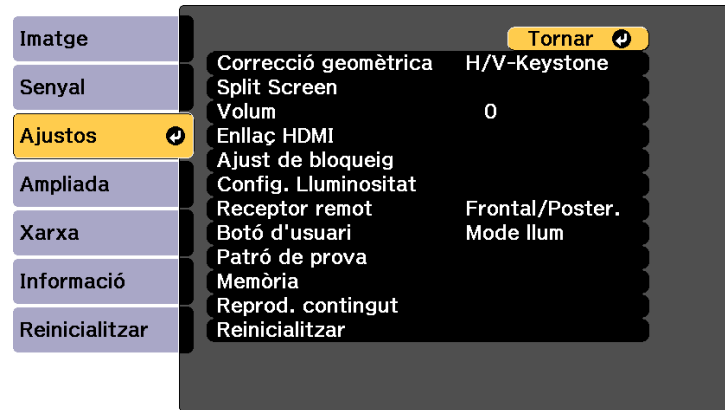 Imatge
Senyal
Ajustos
Ampliada
Xarxa
Informació
Reinicialitzar
Tornar
Correcció geomètrica H/V-Keystone
Split Screen
Volum 0
Enllaç HDMI
Ajust de bloqueig
Config. Lluminositat
Receptor remot Frontal/Poster.
Botó d'usuari Mode llum
Patró de prova
Memòria
Reprod. contingut
Reinicialitzar